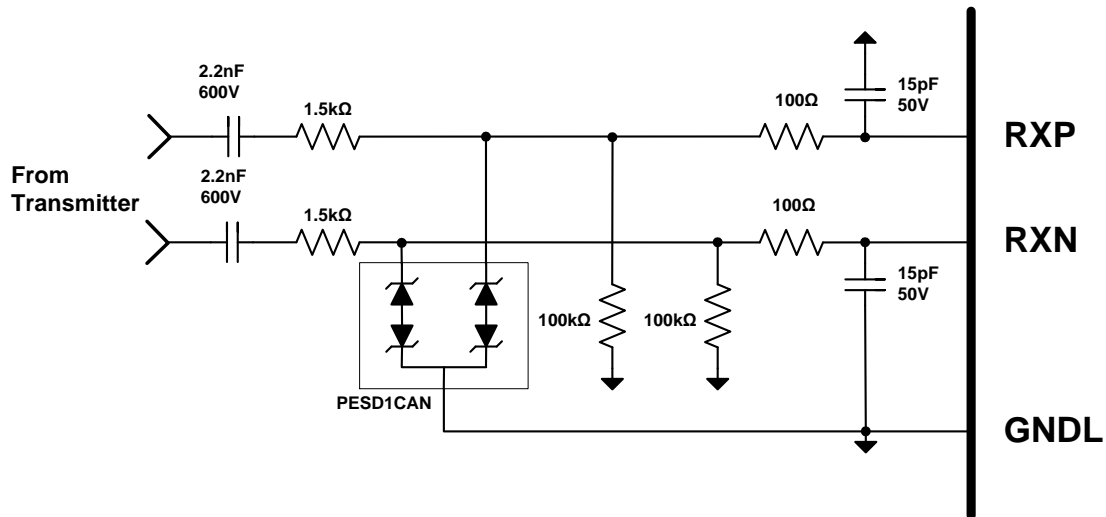 2.2nF
600V
1.5kΩ
100Ω
15pF
50V
RXP
From
Transmitter
2.2nF
600V
1.5kΩ
100Ω
RXN
15pF
50V
100kΩ
100kΩ
PESD1CAN
GNDL